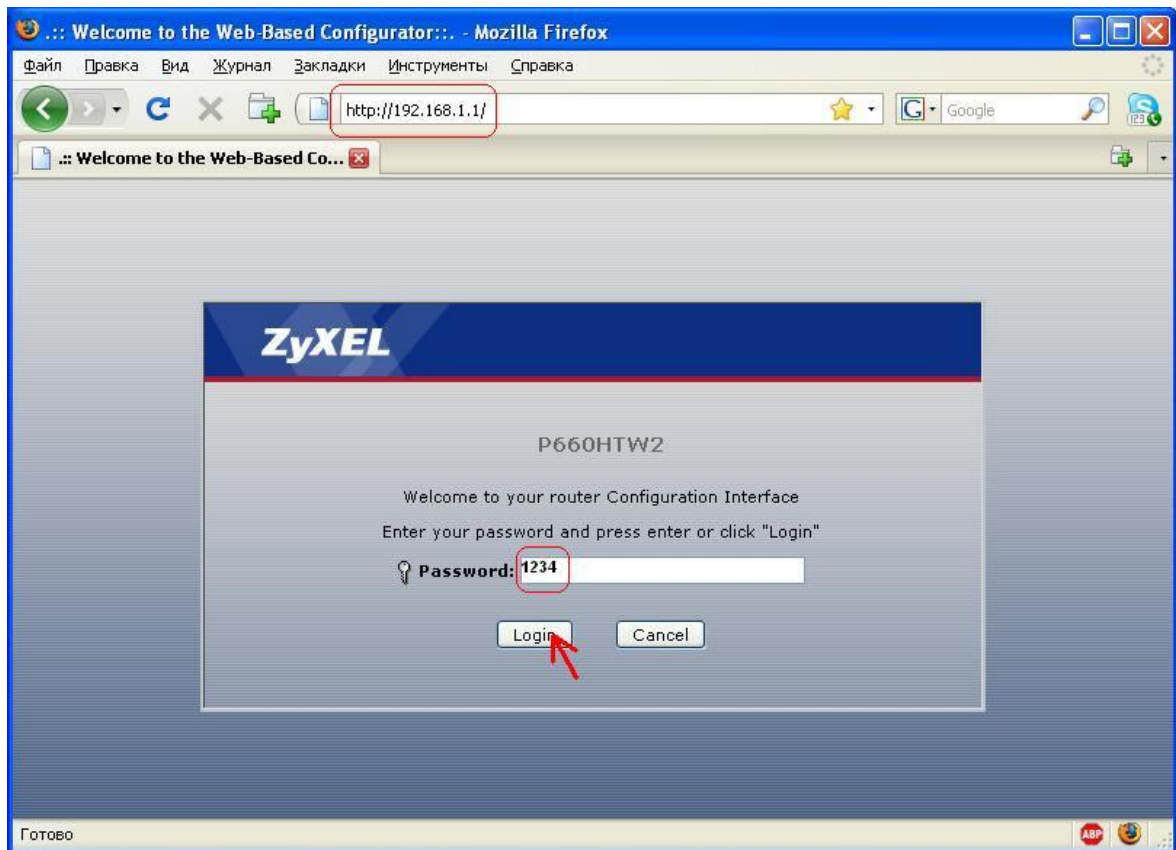 .:: Welcome to the Web-Based Configurator::. - Mozilla Firefox
Файл Правка Вид Журнал Закладки Инструменты Справка
http://192.168.1.1/ G Google 123
.:: Welcome to the Web-Based Co...
ZyXEL
P660HTW2
Welcome to your router Configuration Interface
Enter your password and press enter or click "Login"
Password: 1234
Login Cancel
Готово ABP